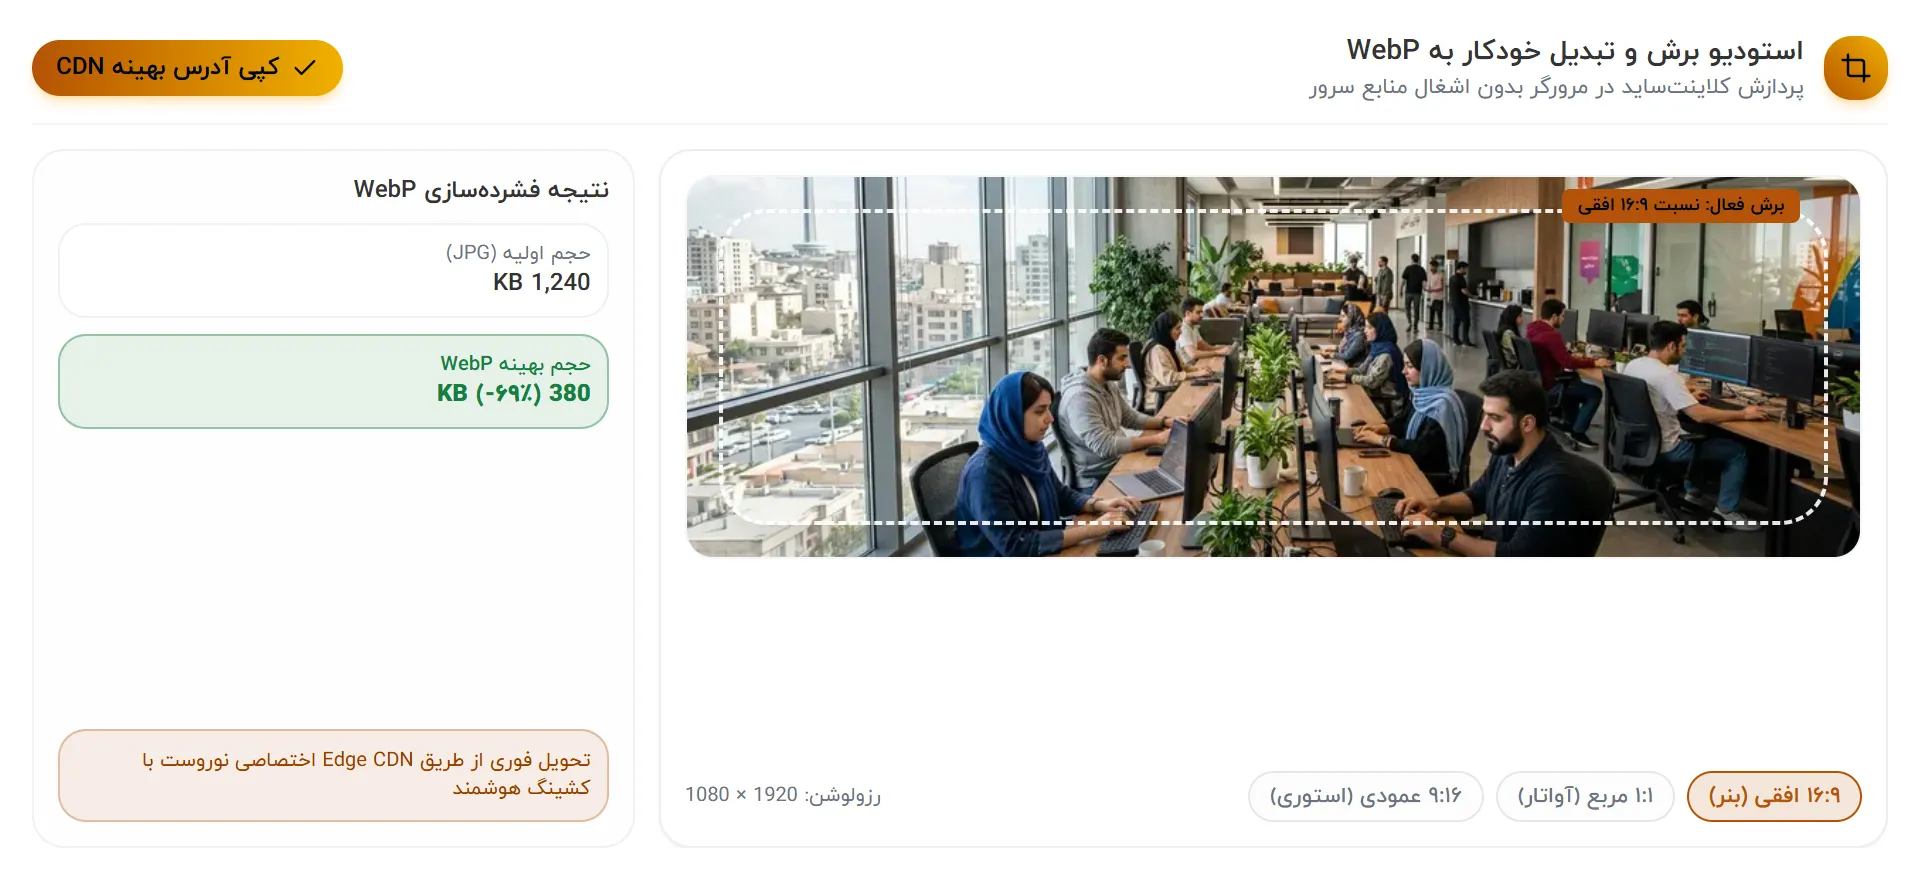 استودیو برش و تبدیل خودکار به WebP
پردازش کلاینت‌ساید در مرورگر بدون اشغال منابع سرور
کپی آدرس بهینه CDN
برش فعال: نسبت ۱۶:۹ افقی
۱۶:۹ افقی (بنر)
۱:۱ مربع (آواتار)
۹:۱۶ عمودی (استوری)
رزولوشن: 1920 × 1080
نتیجه فشرده‌سازی WebP
حجم اولیه (JPG)
1,240 KB
حجم بهینه WebP
380 KB (-۶۹٪)
تحویل فوری از طریق Edge CDN اختصاصی نوروست با
کشینگ هوشمند